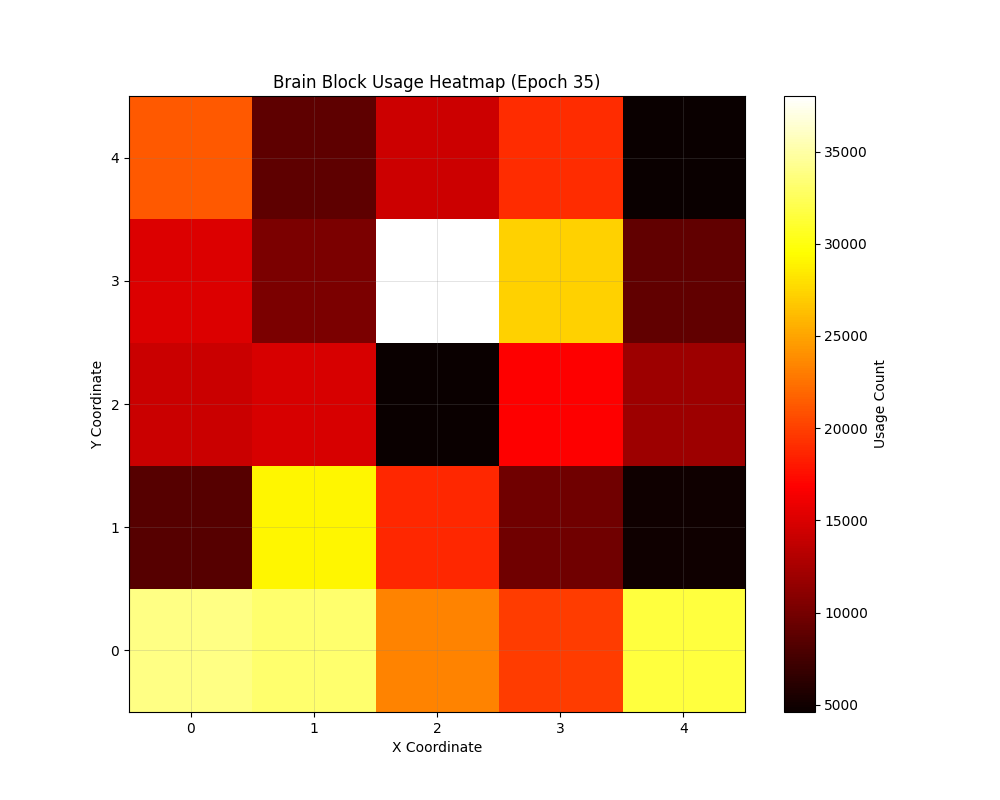 Brain Block Usage Heatmap (Epoch 35)
4
3
2
1
0
Y Coordinate
0 1 2 3 4
X Coordinate
35000
30000
25000
20000
15000
10000
5000
Usage Count